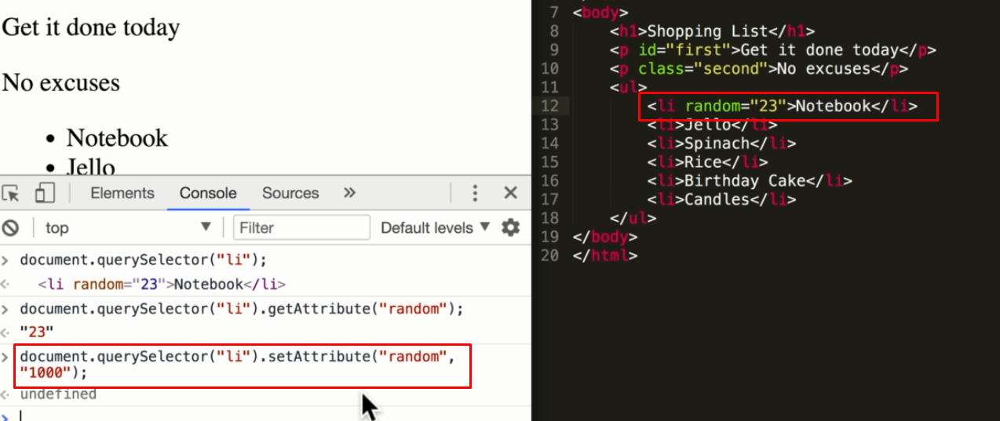 Get it done today
No excuses
• Notebook
• Jello
Elements Console Sources »
top Filter Default levels
> document.querySelector("li");
<li random="23">Notebook</li>
> document.querySelector("li").getAttribute("random");
"23"
> document.querySelector("li").setAttribute("random",
"1000");
undefined
>
7 <body>
8 <h1>Shopping List</h1>
9 <p id="first">Get it done today</p>
10 <p class="second">No excuses</p>
11 <ul>
12 <li random="23">Notebook</li>
13 <li>Jello</li>
14 <li>Spinach</li>
15 <li>Rice</li>
16 <li>Birthday Cake</li>
17 <li>Candles</li>
18 </ul>
19 </body>
20 </html>